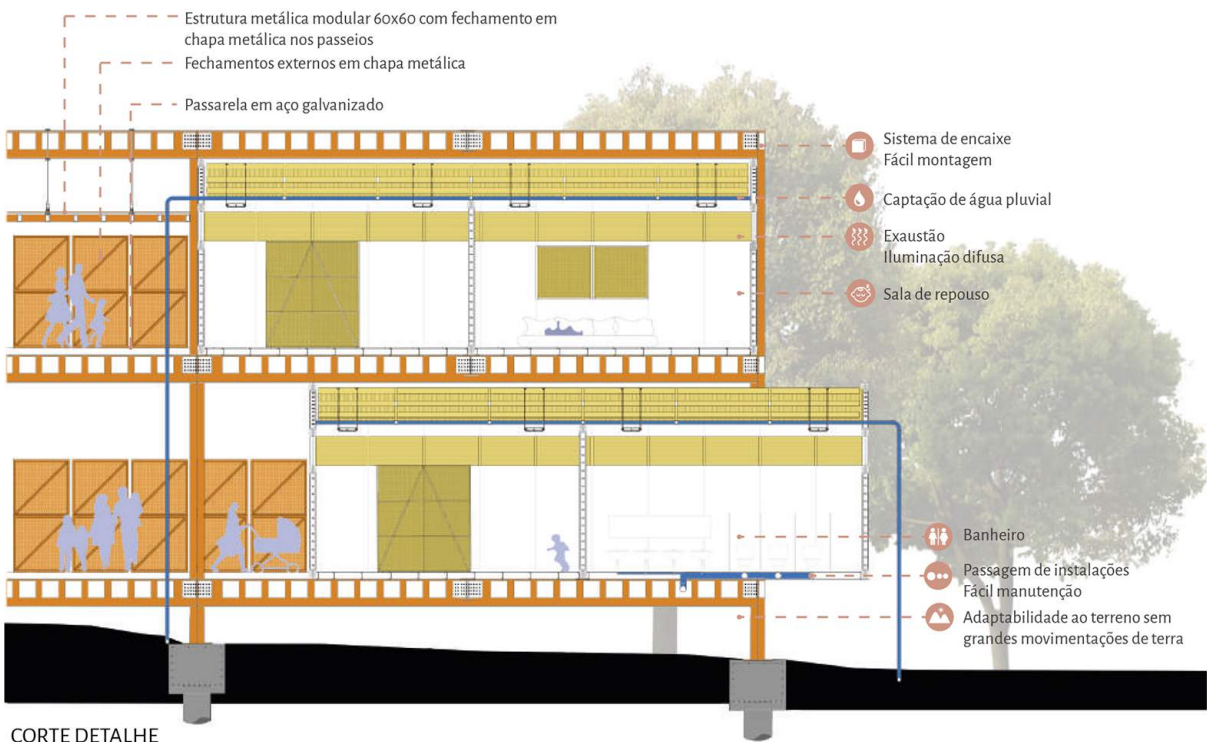 Estrutura metálica modular 60x60 com fechamento em
chapa metálica nos passeios
Fechamentos externos em chapa metálica
Passarela em aço galvanizado
Sistema de encaixe
Fácil montagem
Captação de água pluvial
Exaustão
Iluminação difusa
Sala de repouso
Banheiro
Passagem de instalações
Fácil manutenção
Adaptabilidade ao terreno sem
grandes movimentações de terra
CORTE DETALHE